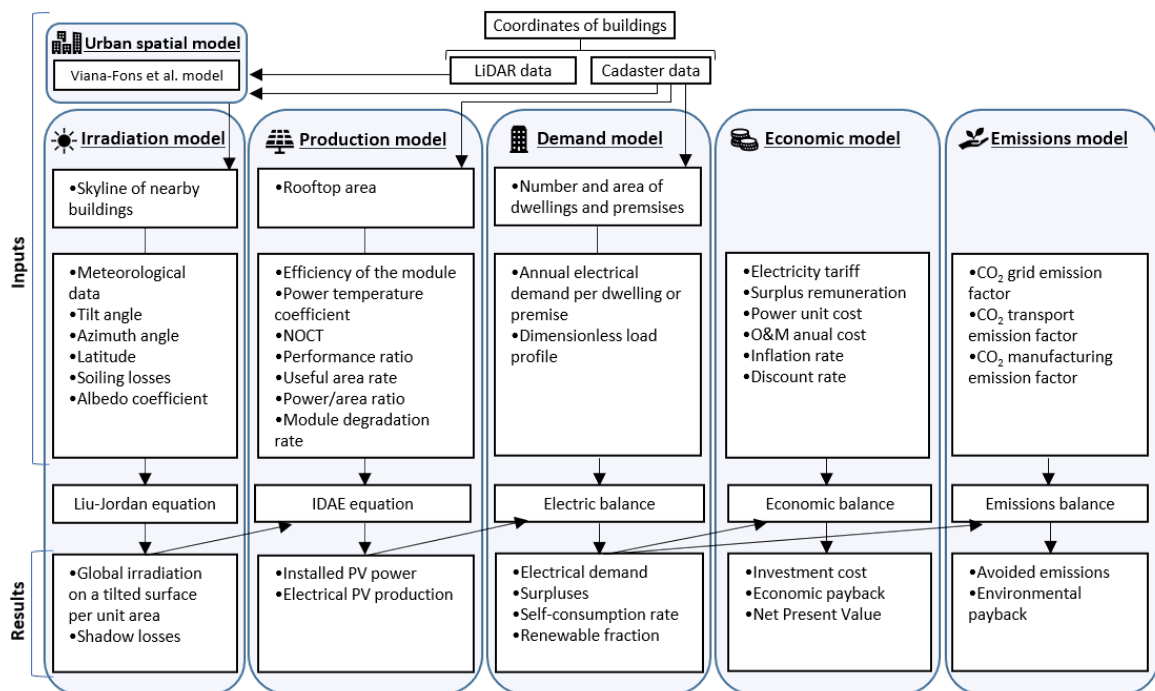 Coordinates of buildings
Urban spatial model
Viana-Fons et al. model
LiDAR data
Cadaster data
Inputs
Irradiation model
•Skyline of nearby
buildings
•Meteorological
data
•Tilt angle
•Azimuth angle
•Latitude
•Soiling losses
•Albedo coefficient
Liu-Jordan equation
•Global irradiation
on a tilted surface
per unit area
•Shadow losses
Production model
•Rooftop area
•Efficiency of the module
•Power temperature
coefficient
•NOCT
•Performance ratio
•Useful area rate
•Power/area ratio
•Module degradation
rate
IDAE equation
•Installed PV power
•Electrical PV production
Demand model
•Number and area of
dwellings and premsises
•Annual electrical
demand per dwelling or
premise
•Dimensionless load
profile
Electric balance
•Electrical demand
•Surpluses
•Self-consumption rate
•Renewable fraction
Economic model
•Electricity tariff
•Surplus remuneration
•Power unit cost
•O&M anual cost
•Inflation rate
•Discount rate
Economic balance
•Investment cost
•Economic payback
•Net Present Value
Emissions model
•CO₂ grid emission
factor
•CO₂ transport
emission factor
•CO₂ manufacturing
emission factor
Emissions balance
•Avoided emissions
•Environmental
payback
Results